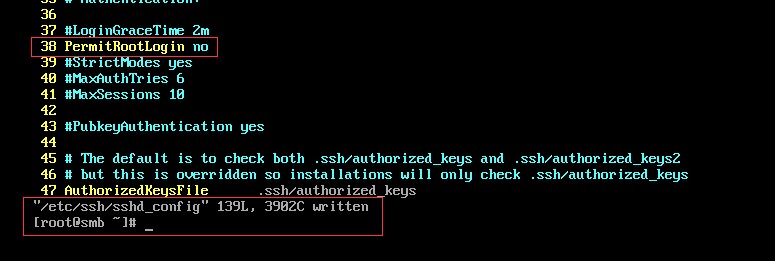 35 # Authentication:
36
37 #LoginGraceTime 2m
38 PermitRootLogin no
39 #StrictModes yes
40 #MaxAuthTries 6
41 #MaxSessions 10
42
43 #PubkeyAuthentication yes
44
45 # The default is to check both .ssh/authorized_keys and .ssh/authorized_keys2
46 # but this is overridden so installations will only check .ssh/authorized_keys
47 AuthorizedKeysFile .ssh/authorized_keys
"/etc/ssh/sshd_config" 139L, 3902C written
[root@smb ~]# _